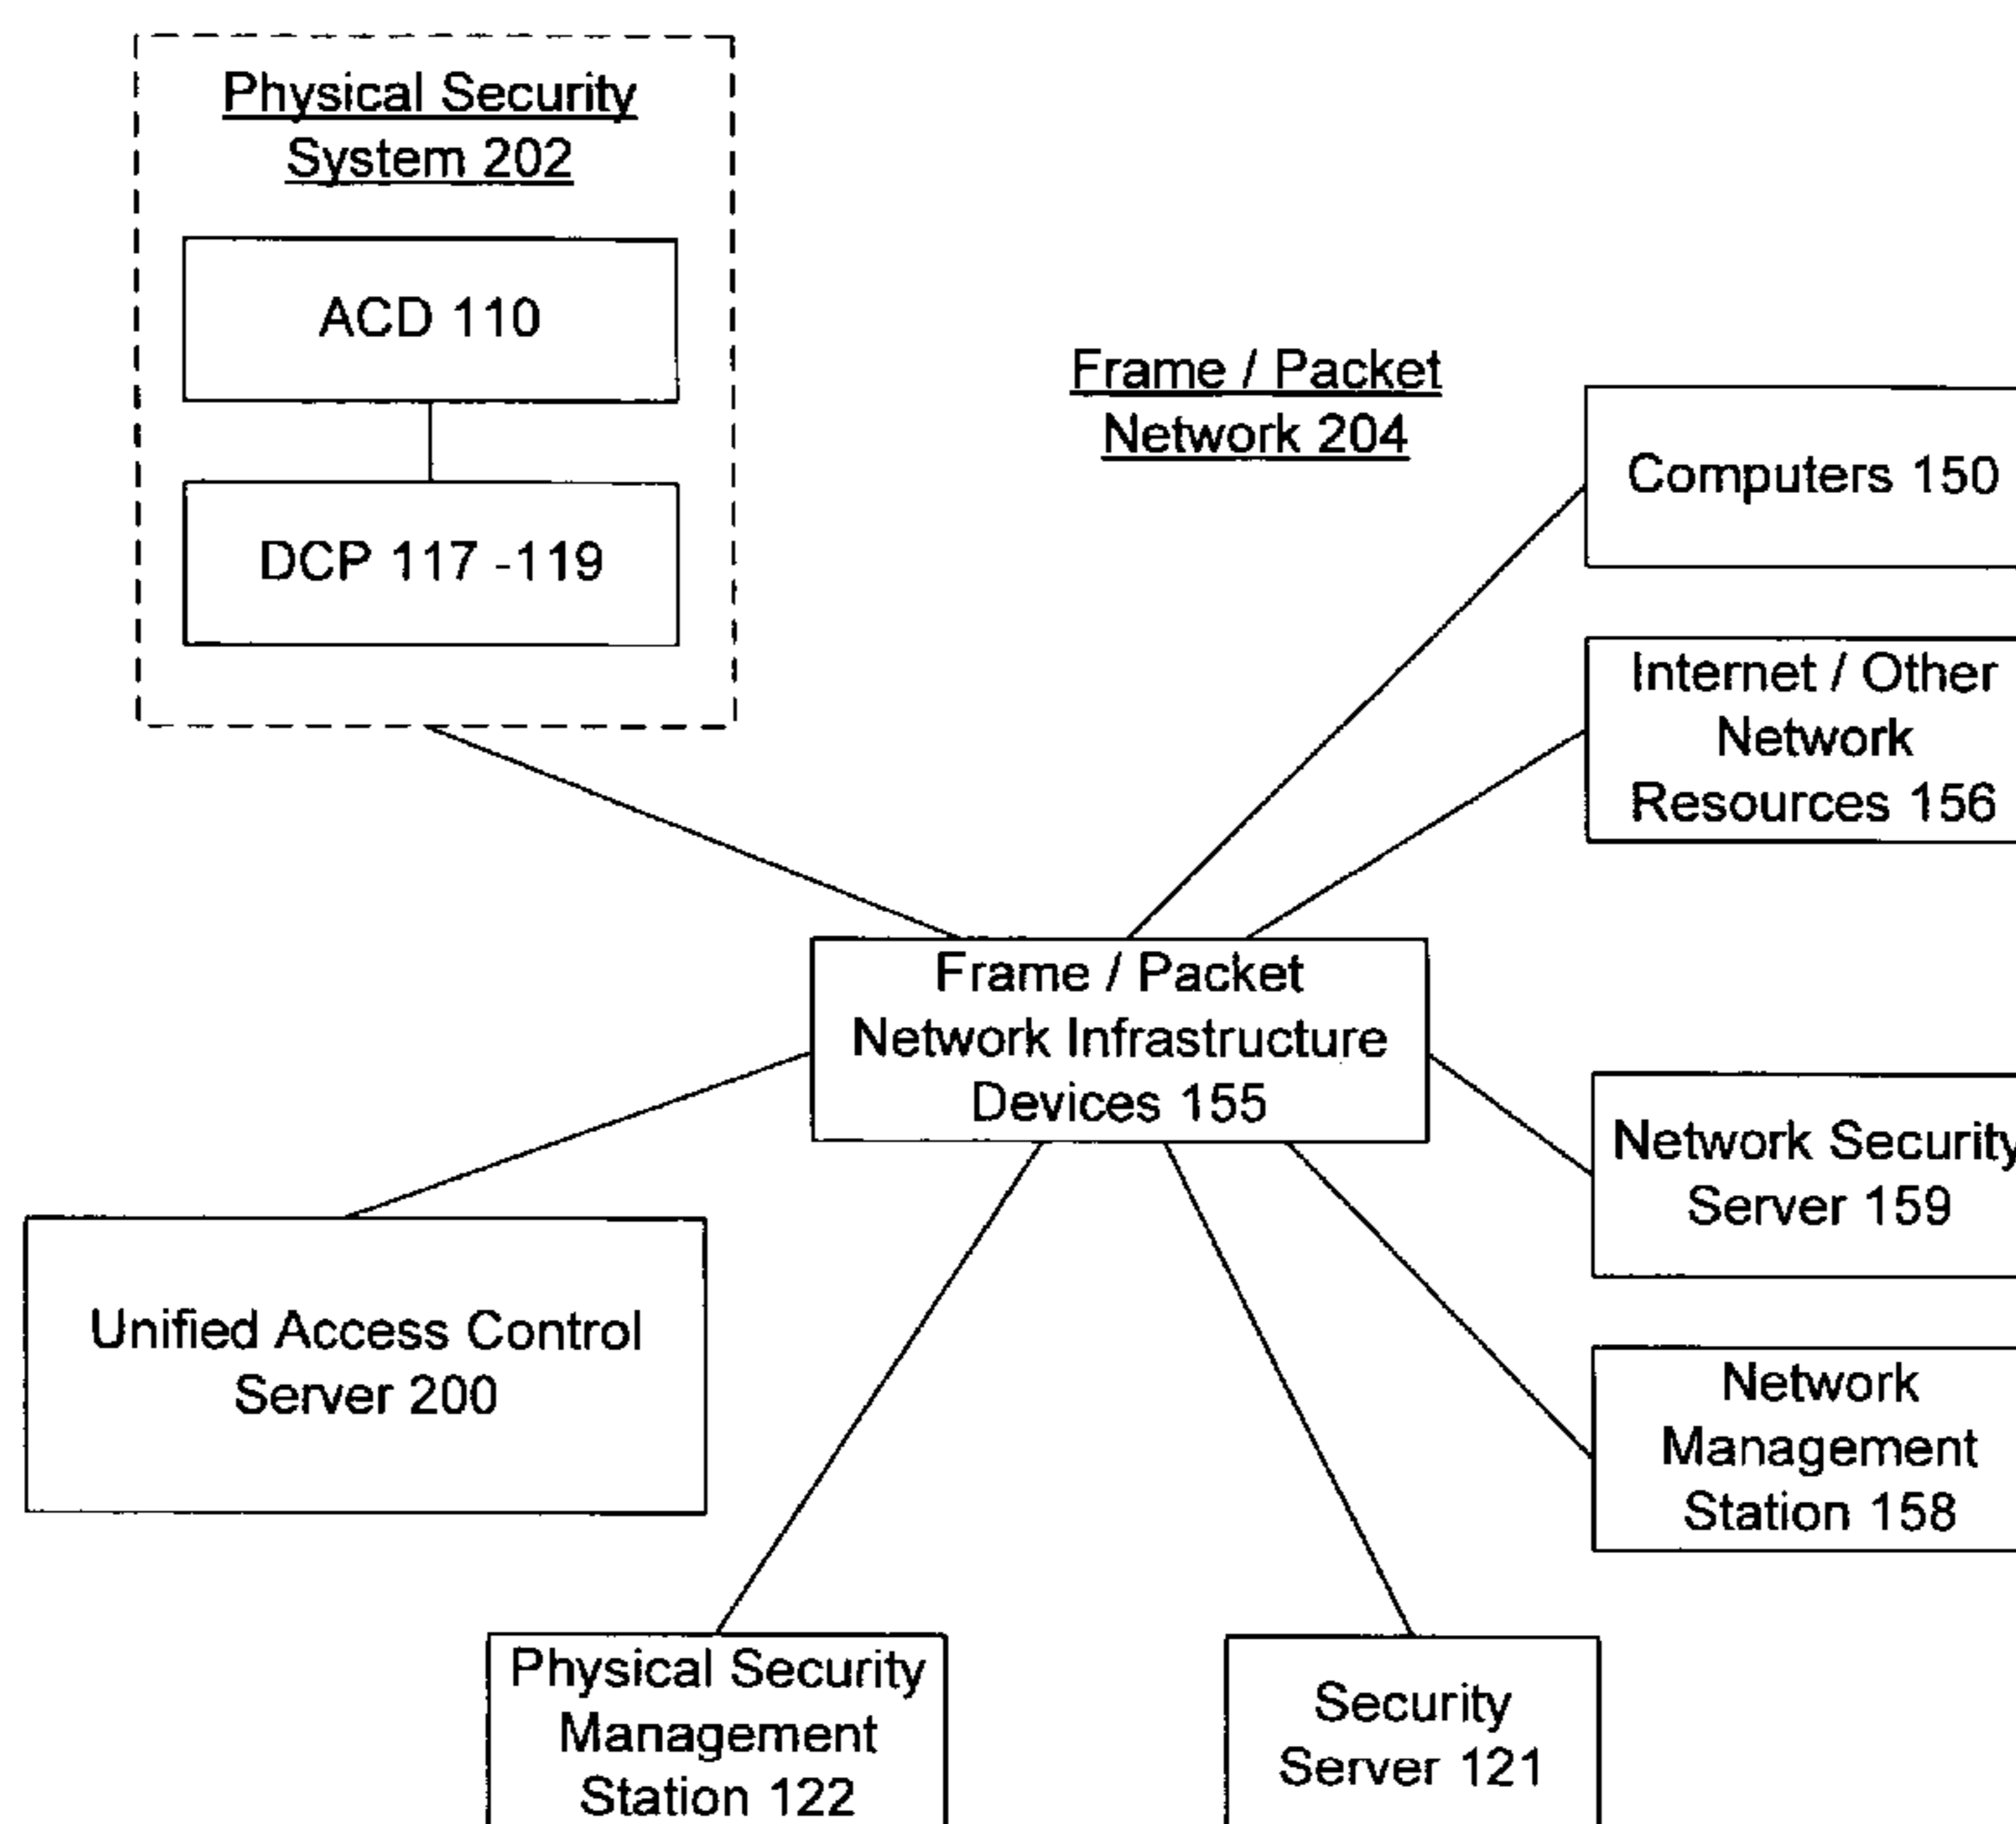 Physical Security
System 202
ACD 110
DCP 117 -119
Frame / Packet
Network 204
Computers 150
Internet / Other
Network
Resources 156
Frame / Packet
Network Infrastructure
Devices 155
Network Security
Server 159
Unified Access Control
Server 200
Network
Management
Station 158
Physical Security
Management
Station 122
Security
Server 121